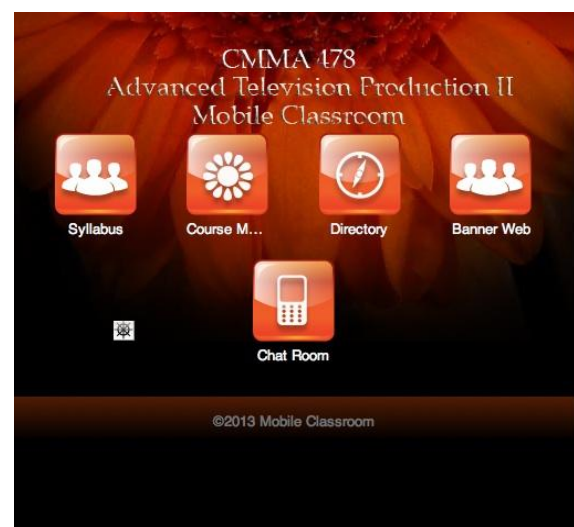 CMMA 478
Advanced Television Production II
Mobile Classroom
Syllabus Course M... Directory Banner Web
Chat Room
©2013 Mobile Classroom